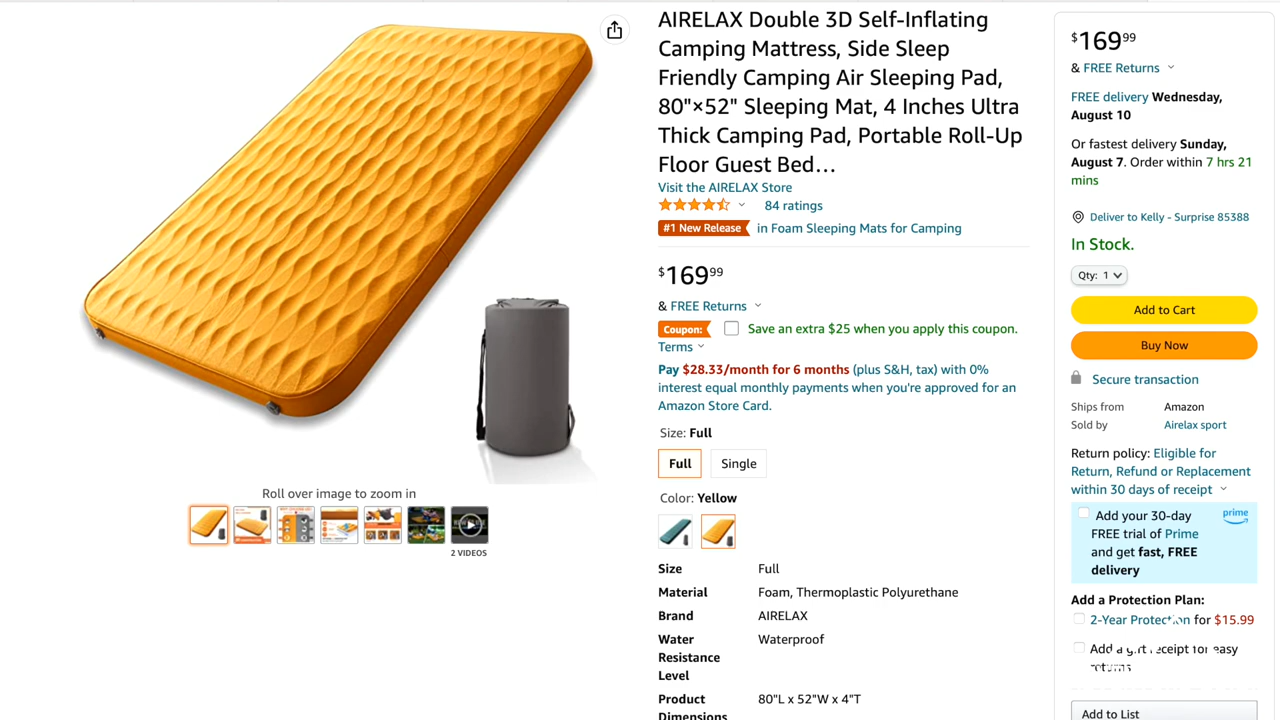 AIRELAX Double 3D Self-Inflating
Camping Mattress, Side Sleep
Friendly Camping Air Sleeping Pad,
80"×52" Sleeping Mat, 4 Inches Ultra
Thick Camping Pad, Portable Roll-Up
Floor Guest Bed…
Visit the AIRELAX Store
84 ratings
#1 New Release in Foam Sleeping Mats for Camping
$169 99
& FREE Returns
Coupon: Save an extra $25 when you apply this coupon.
Terms
Pay $28.33/month for 6 months (plus S&H, tax) with 0%
interest equal monthly payments when you're approved for an
Amazon Store Card.
Size: Full
Full Single
Color: Yellow
Size Full
Material Foam, Thermoplastic Polyurethane
Brand AIRELAX
Water Waterproof
Resistance
Level
Product 80"L x 52"W x 4"T
Dimensions
Roll over image to zoom in
2 VIDEOS
$169 99
& FREE Returns
FREE delivery Wednesday,
August 10
Or fastest delivery Sunday,
August 7. Order within 7 hrs 21
mins
Deliver to Kelly - Surprise 85388
In Stock.
Qty: 1
Add to Cart
Buy Now
Secure transaction
Ships from Amazon
Sold by Airelax sport
Return policy: Eligible for
Return, Refund or Replacement
within 30 days of receipt
Add your 30-day prime
FREE trial of Prime
and get fast, FREE
delivery
Add a Protection Plan:
2-Year Protection for $15.99
Add a gift receipt for easy
returns
Add to List